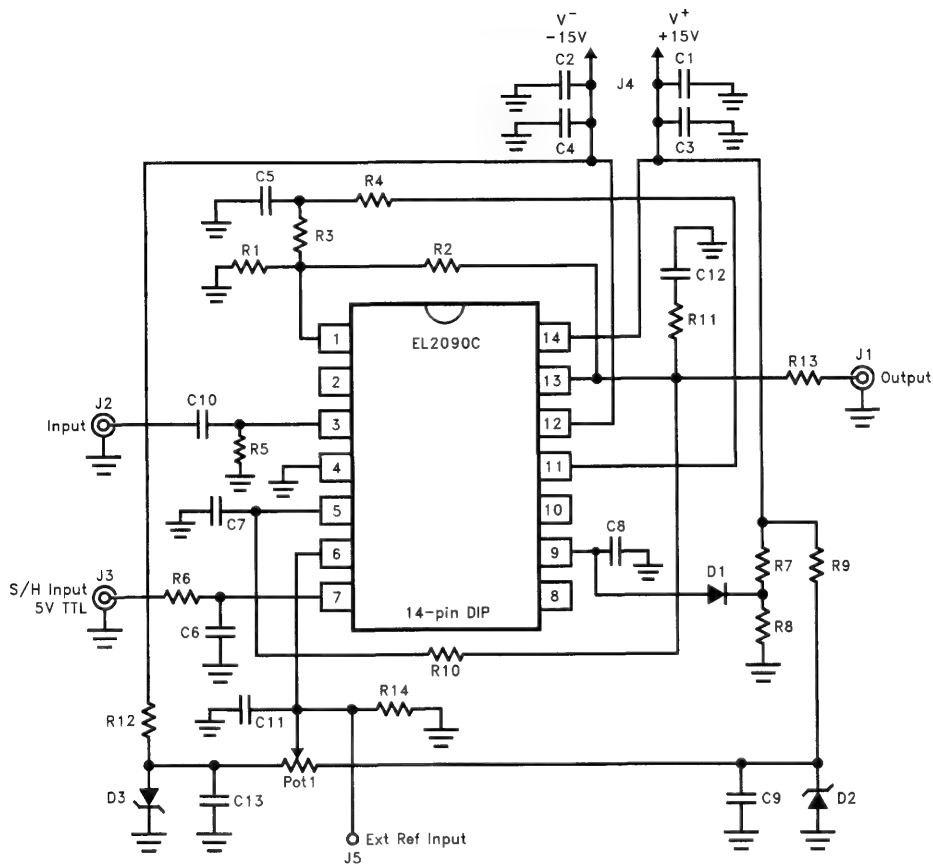 V- V+
-15V +15V
C2 J4 C1
C4 C3
C5 R4
R3
R1 R2
C12
R11
EL2090C
1 14
R13 J1
2 13 Output
J2 C10
Input 3 12
R5
4 11
5 10
C7
C8
6 9
J3 D1 R7 R9
S/H Input R6
5V TTL
7 8
14-pin DIP
C6 R8
R10
R14
R12 C11
Pot1
D3 C13 C9 D2
Ext Ref Input
J5